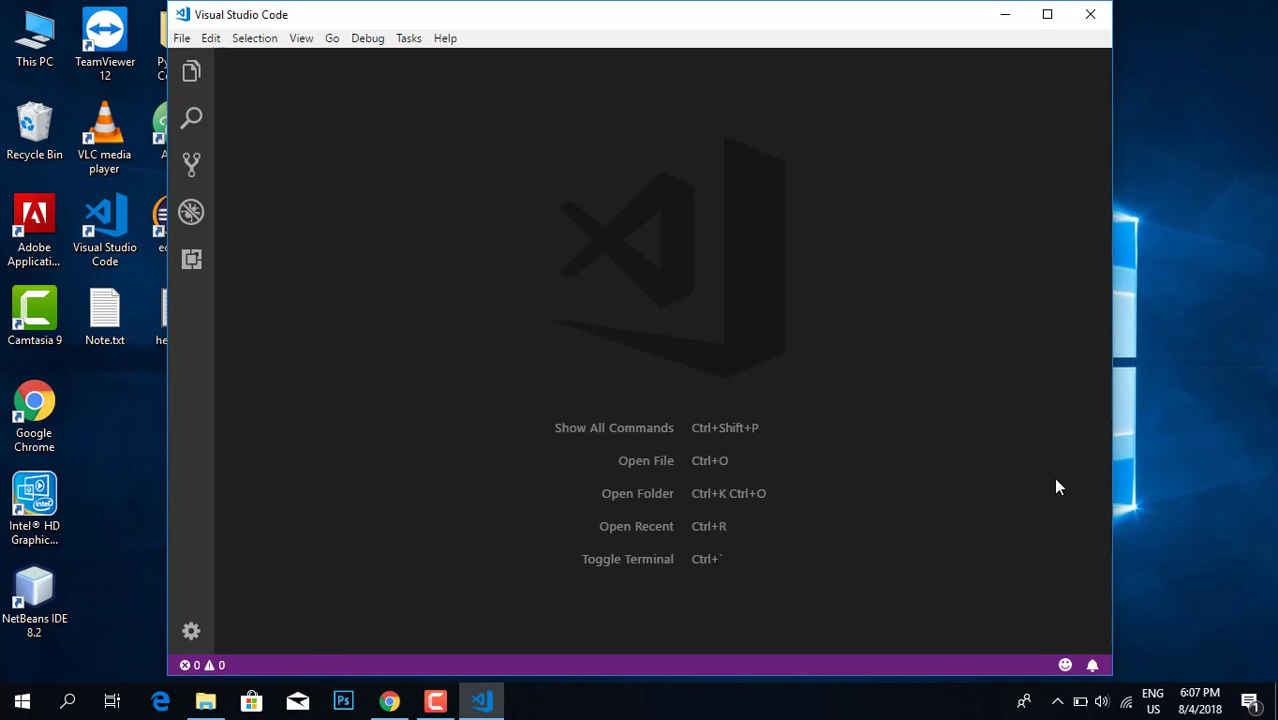 Visual Studio Code
File Edit Selection View Go Debug Tasks Help
This PC
TeamViewer
12
Recycle Bin
VLC media
player
Adobe
Applicati...
Visual Studio
Code
Camtasia 9
Note.txt
Google
Chrome
Intel® HD
Graphic...
NetBeans IDE
8.2
Show All Commands Ctrl+Shift+P
Open File Ctrl+O
Open Folder Ctrl+K Ctrl+O
Open Recent Ctrl+R
Toggle Terminal Ctrl+`
0 0
Ps
ENG
US
6:07 PM
8/4/2018
1